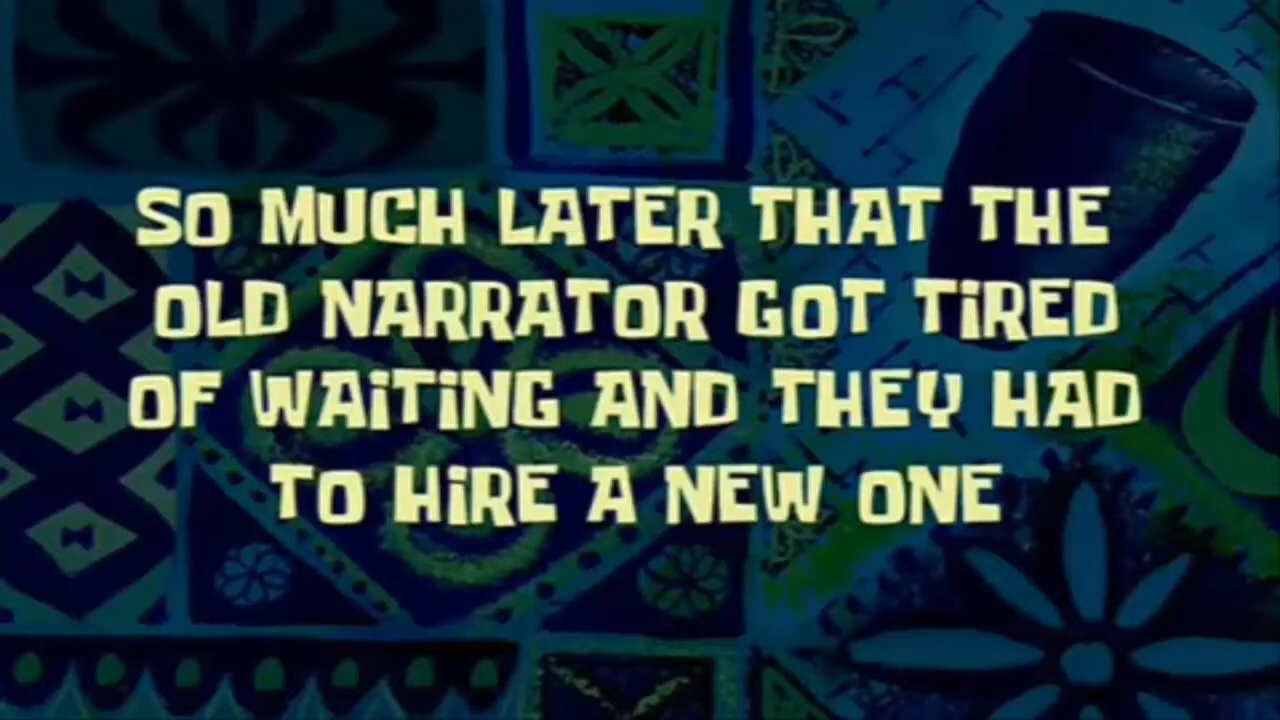 SO MUCH LATER THAT THE
OLD NARRATOR GOT TIRED
OF WAITING AND THEY HAD
TO HIRE A NEW ONE